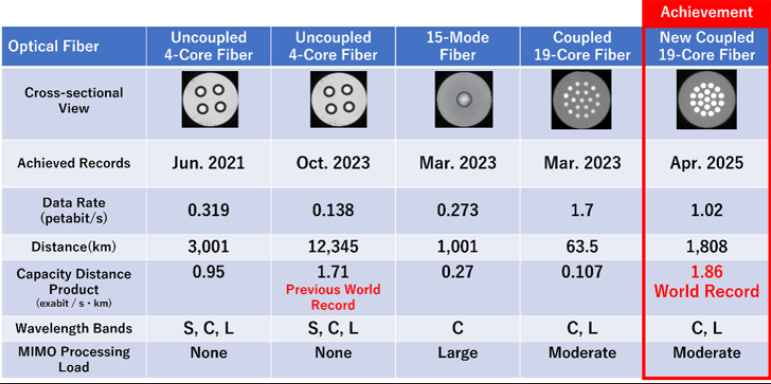 Achievement
Optical Fiber
Uncoupled
4-Core Fiber
Uncoupled
4-Core Fiber
15-Mode
Fiber
Coupled
19-Core Fiber
New Coupled
19-Core Fiber
Cross-sectional
View
Achieved Records
Jun. 2021
Oct. 2023
Mar. 2023
Mar. 2023
Apr. 2025
Data Rate
(petabit/s)
0.319
0.138
0.273
1.7
1.02
Distance(km)
3,001
12,345
1,001
63.5
1,808
Capacity Distance
Product
(exabit / s・km)
0.95
1.71
Previous World
Record
0.27
0.107
1.86
World Record
Wavelength Bands
S, C, L
S, C, L
C
C, L
C, L
MIMO Processing
Load
None
None
Large
Moderate
Moderate